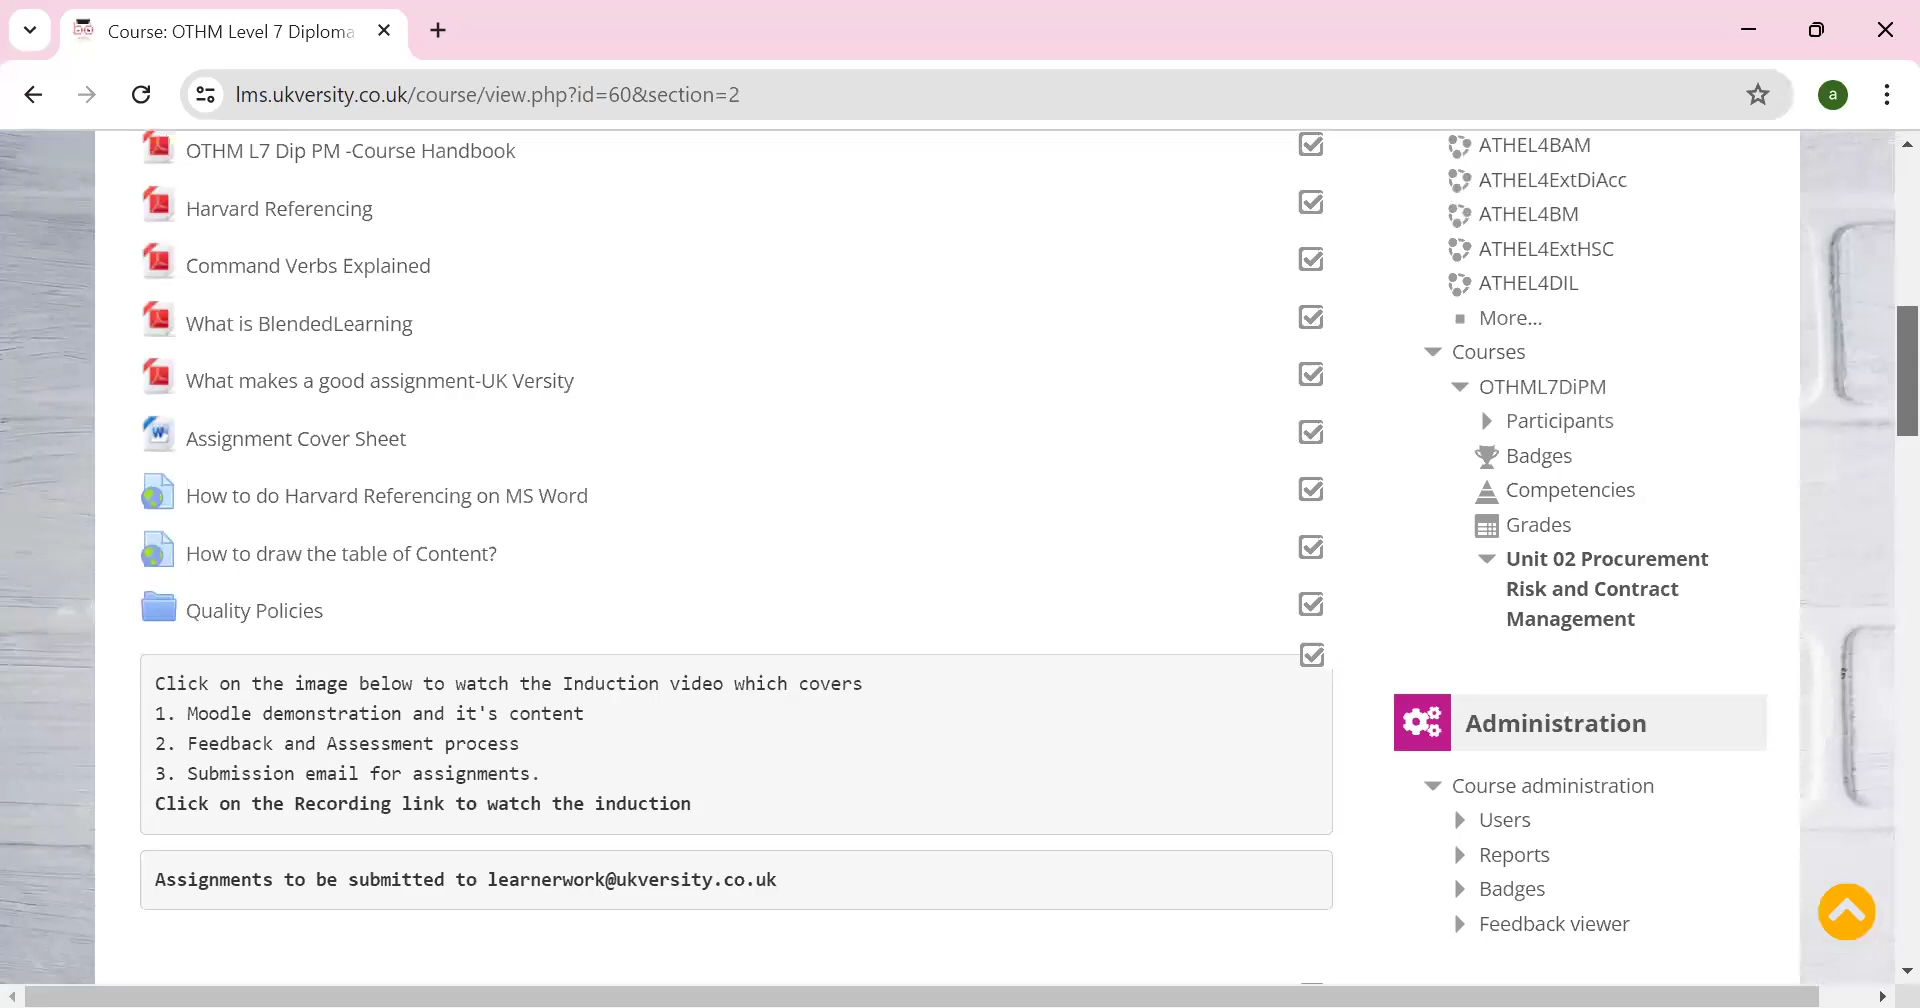 Course: OTHM Level 7 Diploma
lms.ukversity.co.uk/course/view.php?id=60&section=2
a
OTHM L7 Dip PM -Course Handbook
Harvard Referencing
Command Verbs Explained
What is BlendedLearning
What makes a good assignment-UK Versity
Assignment Cover Sheet
How to do Harvard Referencing on MS Word
How to draw the table of Content?
Quality Policies
Click on the image below to watch the Induction video which covers
1. Moodle demonstration and it's content
2. Feedback and Assessment process
3. Submission email for assignments.
Click on the Recording link to watch the induction
Assignments to be submitted to learnerwork@ukversity.co.uk
ATHEL4BAM
ATHEL4ExtDiAcc
ATHEL4BM
ATHEL4ExtHSC
ATHEL4DIL
More...
Courses
OTHML7DiPM
Participants
Badges
Competencies
Grades
Unit 02 Procurement
Risk and Contract
Management
Administration
Course administration
Users
Reports
Badges
Feedback viewer